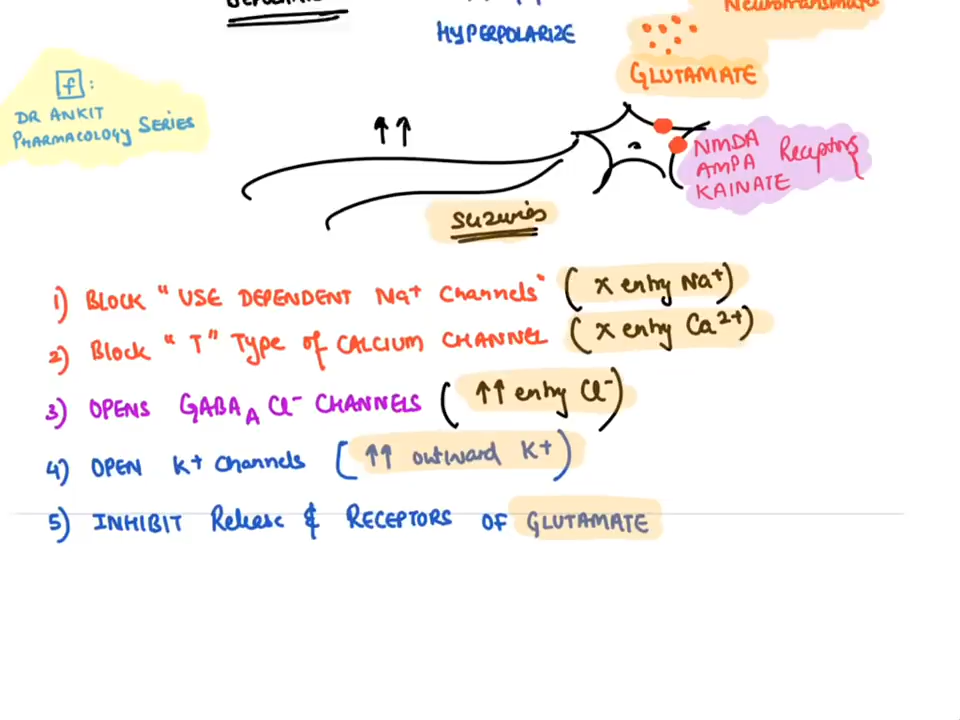 HYPERPOLARIZE
GLUTAMATE
f :
DR ANKIT
PHARMACOLOGY SERIES
NMDA
AMPA Receptors
KAINATE
Seizures
1) BLOCK "USE DEPENDENT Na+ Channels" (x entry Na+)
2) Block "T" Type of CALCIUM CHANNEL (x entry Ca2+)
3) OPENS GABAA Cl- CHANNELS (↑↑ entry Cl-)
4) OPEN K+ Channels (↑↑ outward K+)
5) INHIBIT Release & RECEPTORS OF GLUTAMATE